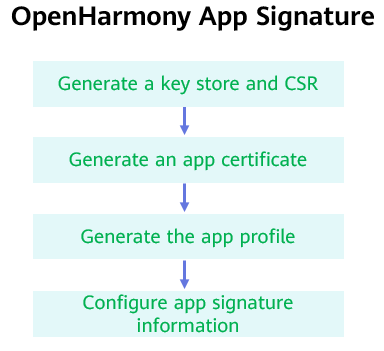 OpenHarmony App Signature
Generate a key store and CSR
Generate an app certificate
Generate the app profile
Configure app signature
information